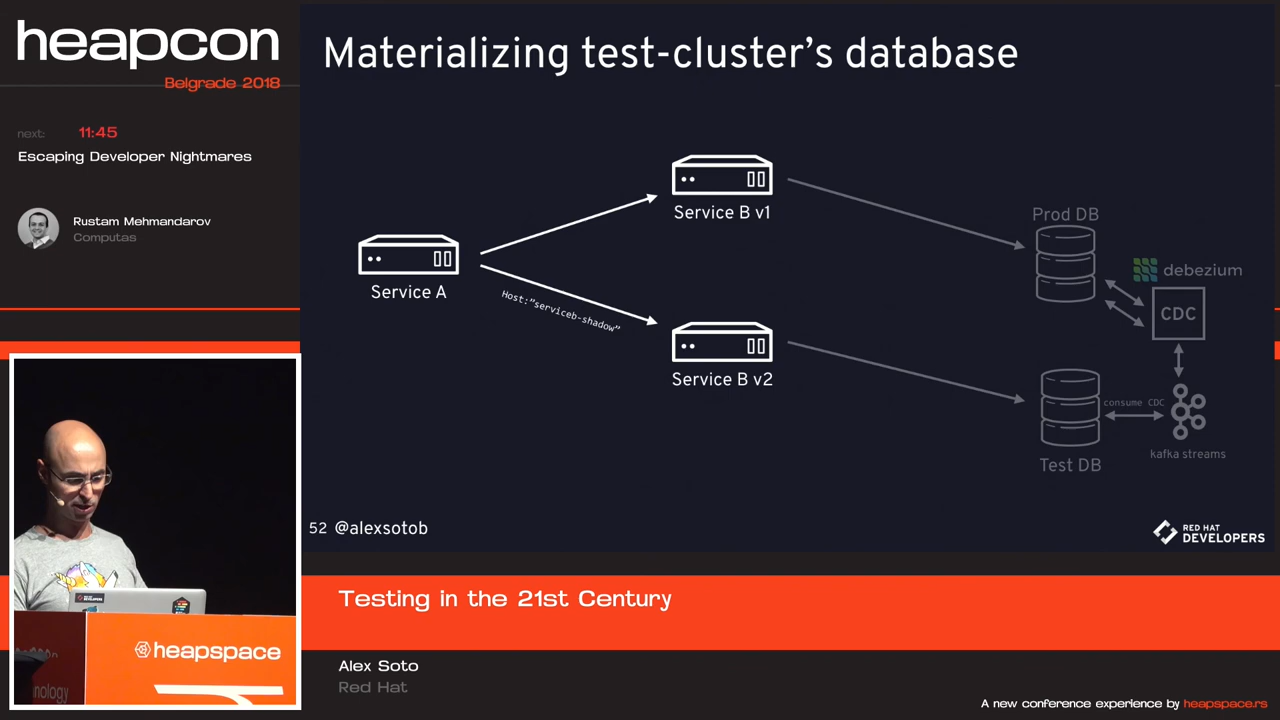 heapcon
Belgrade 2018
next: 11:45
Escaping Developer Nightmares
Rustam Mehmandarov
Computas
Materializing test-cluster’s database
Service A
Host:"serviceb-shadow"
Service B v1
Service B v2
Prod DB
debezium
CDC
consume CDC
kafka streams
Test DB
52 @alexsotob
RED HAT
DEVELOPERS
Testing in the 21st Century
Alex Soto
Red Hat
heapspace
nology
A new conference experience by heapspace.rs